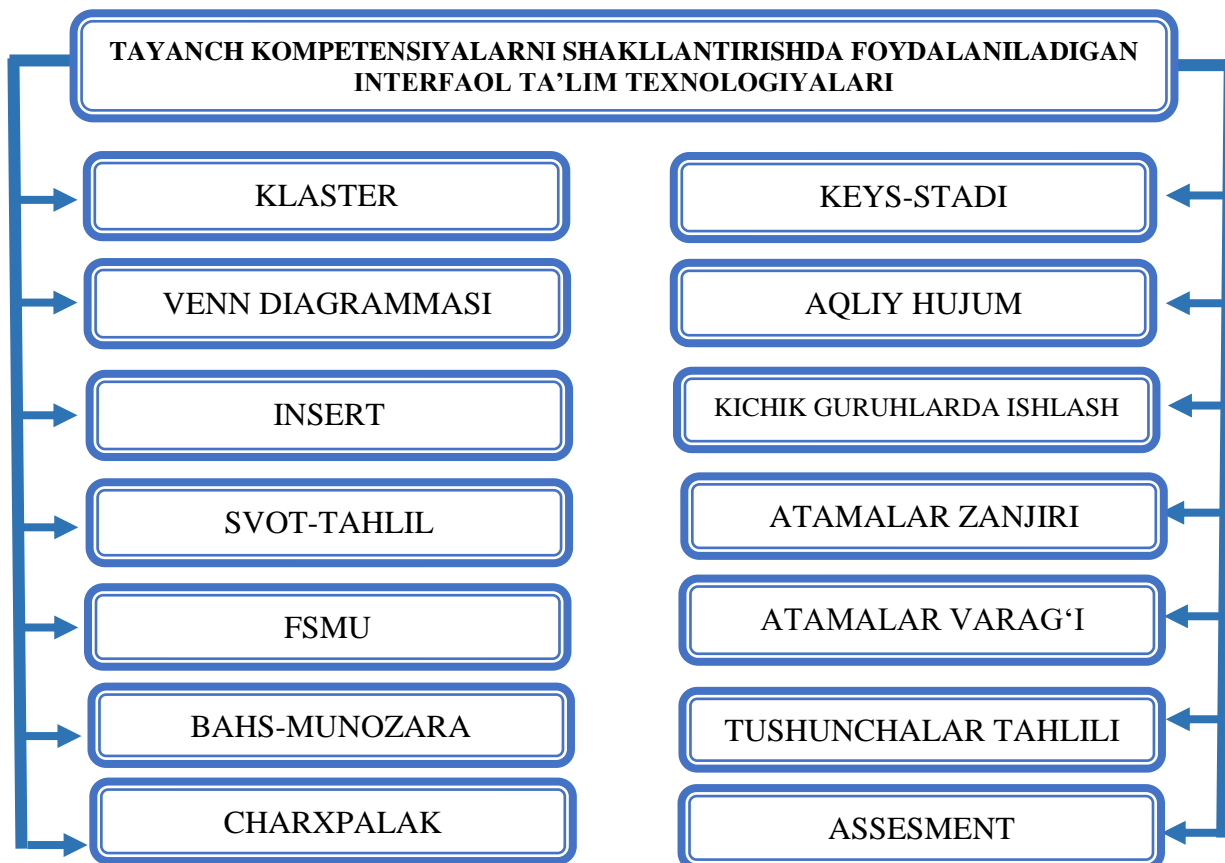 TAYANCH KOMPETENSIYALARNI SHAKLLANTIRISHDA FOYDALANILADIGAN
INTERFAOL TA’LIM TEXNOLOGIYALARI
KLASTER
VENN DIAGRAMMASI
INSERT
SVOT-TAHLIL
FSMU
BAHS-MUNOZARA
CHARXPALAK
KEYS-STADI
AQLIY HUJUM
KICHIK GURUHLARDA ISHLASH
ATAMALAR ZANJIRI
ATAMALAR VARAG‘I
TUSHUNCHALAR TAHLILI
ASSESMENT